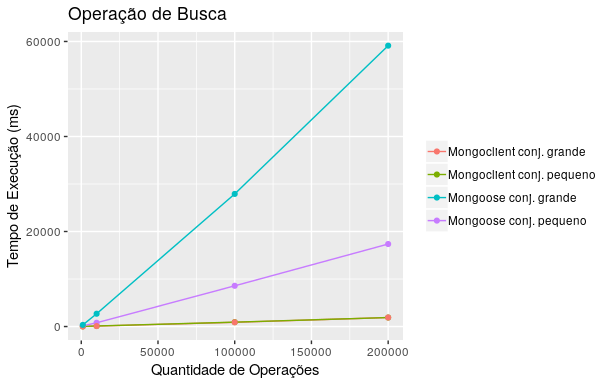 Operação de Busca
Tempo de Execução (ms)
60000
40000
20000
0
0
50000
100000
150000
200000
Quantidade de Operações
Mongoclient conj. grande
Mongoclient conj. pequeno
Mongoose conj. grande
Mongoose conj. pequeno